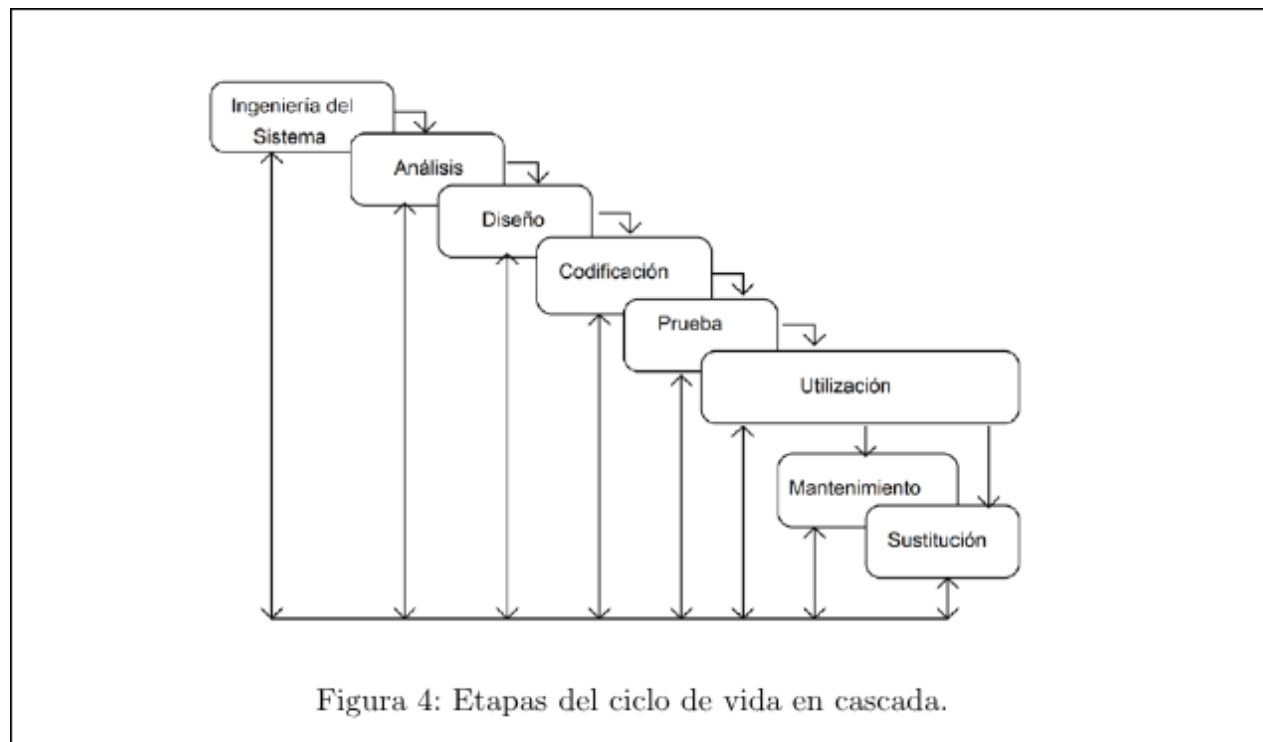 Ingeniería del
Sistema
Análisis
Diseño
Codificación
Prueba
Utilización
Mantenimiento
Sustitución
Figura 4: Etapas del ciclo de vida en cascada.